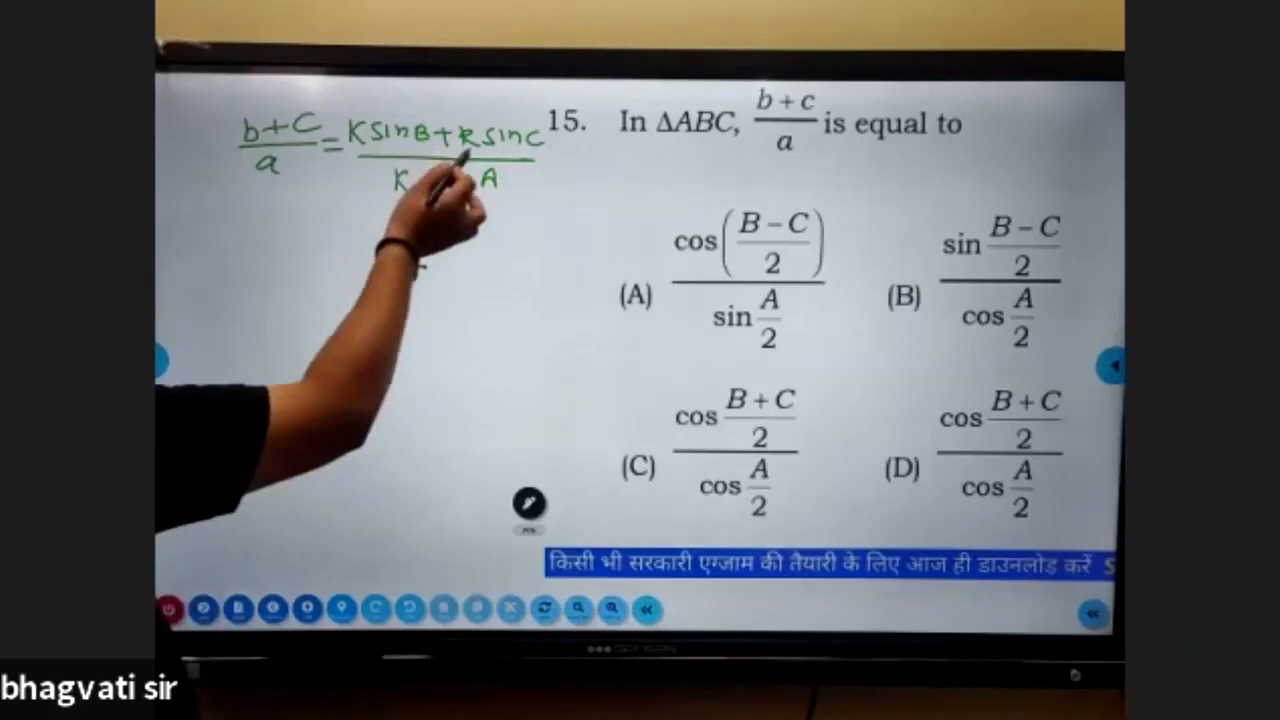 b+c/a = K sin B + K sin C / K A
15. In ΔABC, b+c/a is equal to
(A) cos(B−C/2) / sin A/2
(B) sin B−C/2 / cos A/2
(C) cos B+C/2 / cos A/2
(D) cos B+C/2 / cos A/2
किसी भी सरकारी एग्जाम की तैयारी के लिए आज ही डाउनलोड करें S
bhagvati sir